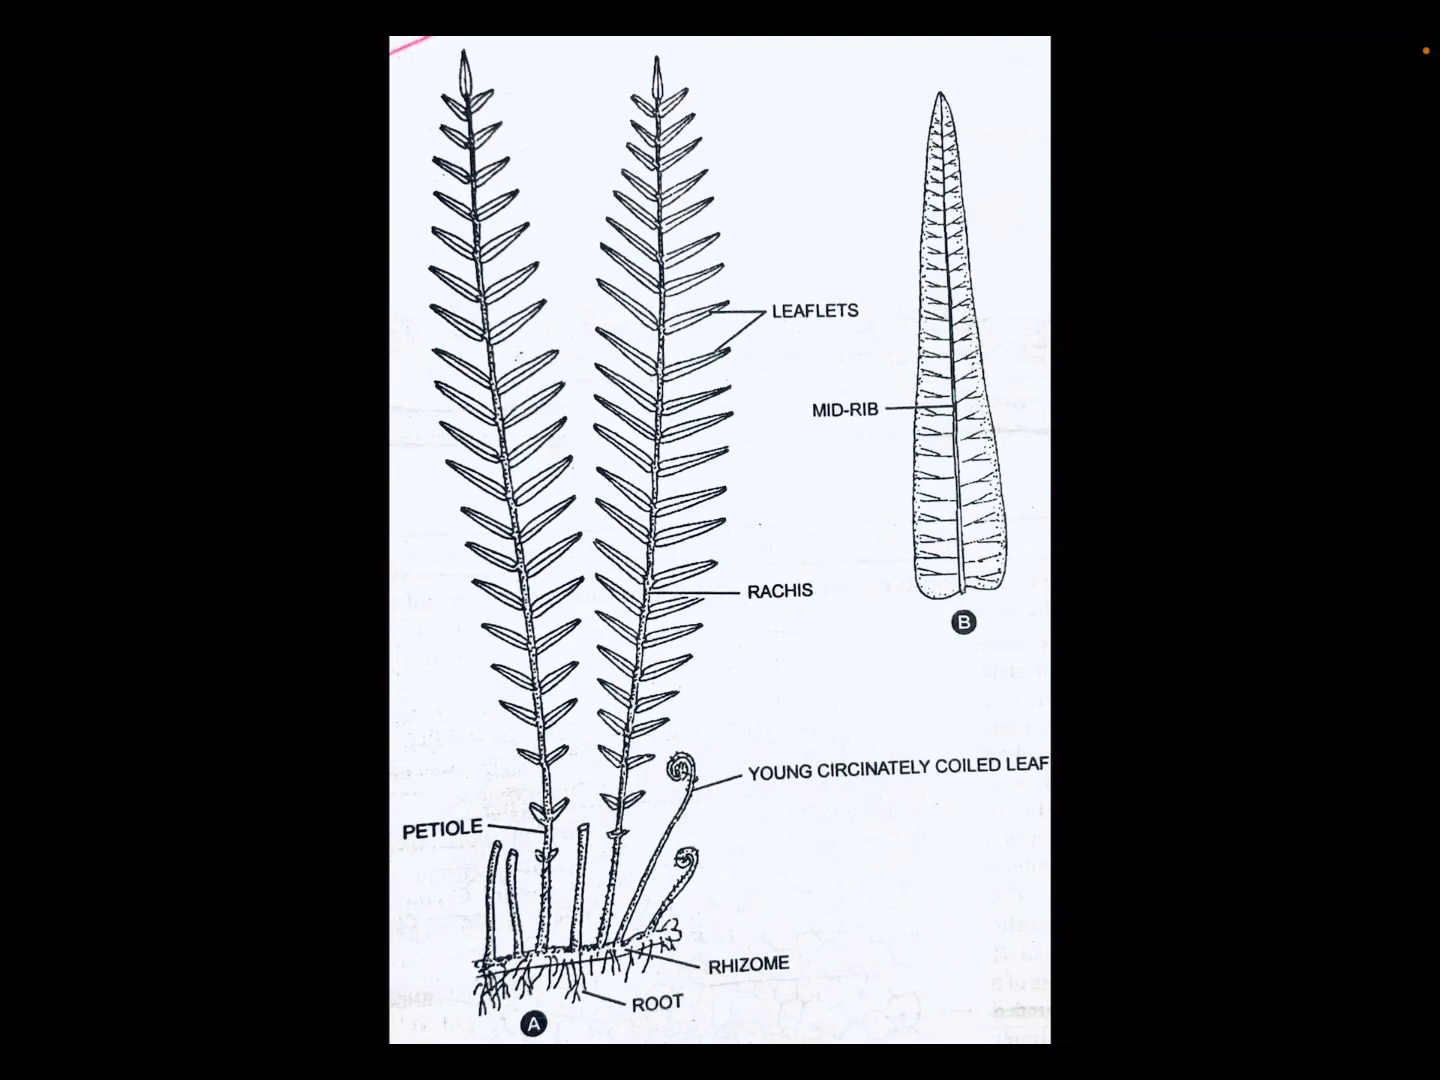 LEAFLETS
MID-RIB
RACHIS
B
YOUNG CIRCINATELY COILED LEAF
PETIOLE
RHIZOME
ROOT
A